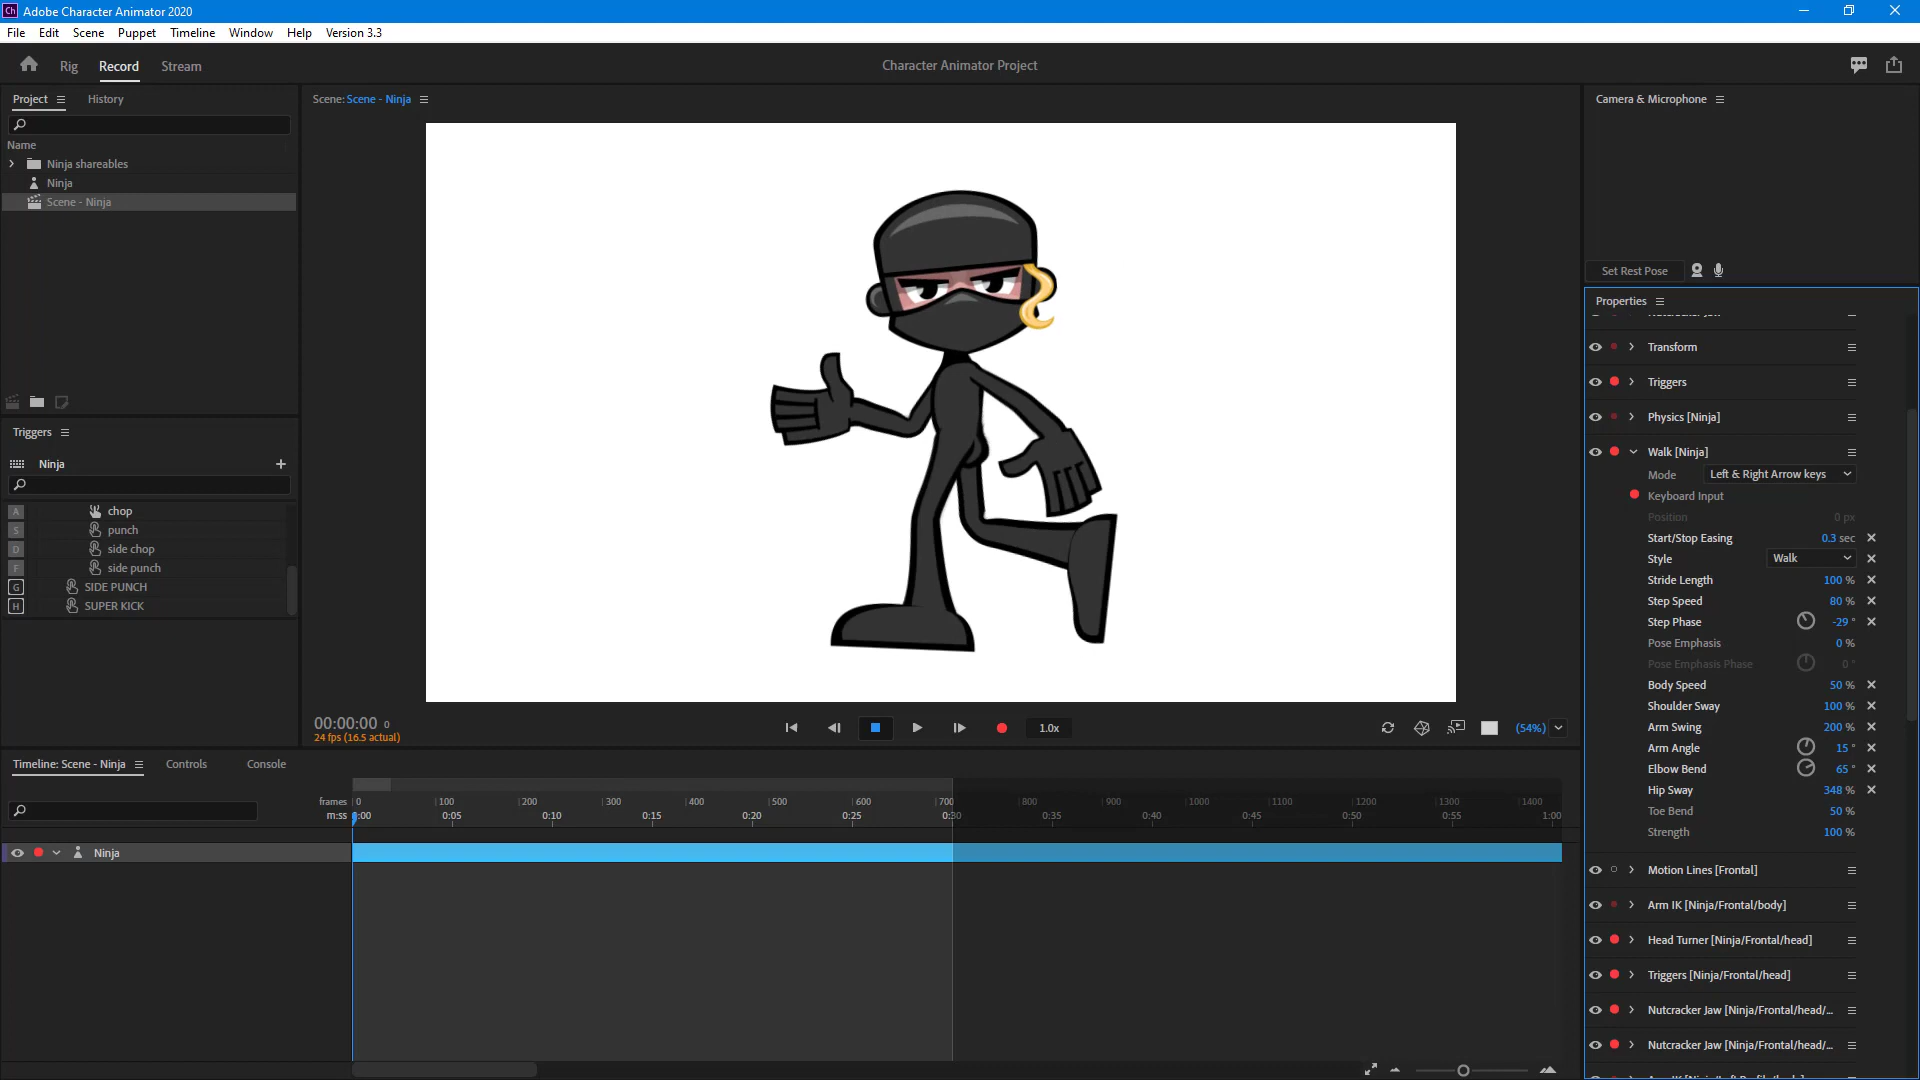 Ch Adobe Character Animator 2020
File Edit Scene Puppet Timeline Window Help Version 3.3
Rig Record Stream
Character Animator Project
Project History
Scene: Scene - Ninja
Camera & Microphone
Name
Ninja shareables
Ninja
Scene - Ninja
Set Rest Pose
Properties
Transform
Triggers
Physics [Ninja]
Walk [Ninja]
Mode Left & Right Arrow keys
Keyboard Input
Position 0 px
Start/Stop Easing 0.3 sec
Style Walk
Stride Length 100 %
Step Speed 80 %
Step Phase -29 °
Pose Emphasis 0 %
Pose Emphasis Phase 0 °
Body Speed 50 %
Shoulder Sway 100 %
Arm Swing 200 %
Arm Angle 15 °
Elbow Bend 65 °
Hip Sway 348 %
Toe Bend 50 %
Strength 100 %
Motion Lines [Frontal]
Arm IK [Ninja/Frontal/body]
Head Turner [Ninja/Frontal/head]
Triggers [Ninja/Frontal/head]
Nutcracker Jaw [Ninja/Frontal/head/...
Nutcracker Jaw [Ninja/Frontal/head/...
Triggers
Ninja
A chop
S punch
D side chop
F side punch
G SIDE PUNCH
H SUPER KICK
00:00:00 0
24 fps (16.5 actual)
1.0x
(54%)
Timeline: Scene - Ninja Controls Console
frames 0 100 200 300 400 500 600 700 800 900 1000 1100 1200 1300 1400
m:ss 0:00 0:05 0:10 0:15 0:20 0:25 0:30 0:35 0:40 0:45 0:50 0:55 1:00
Ninja